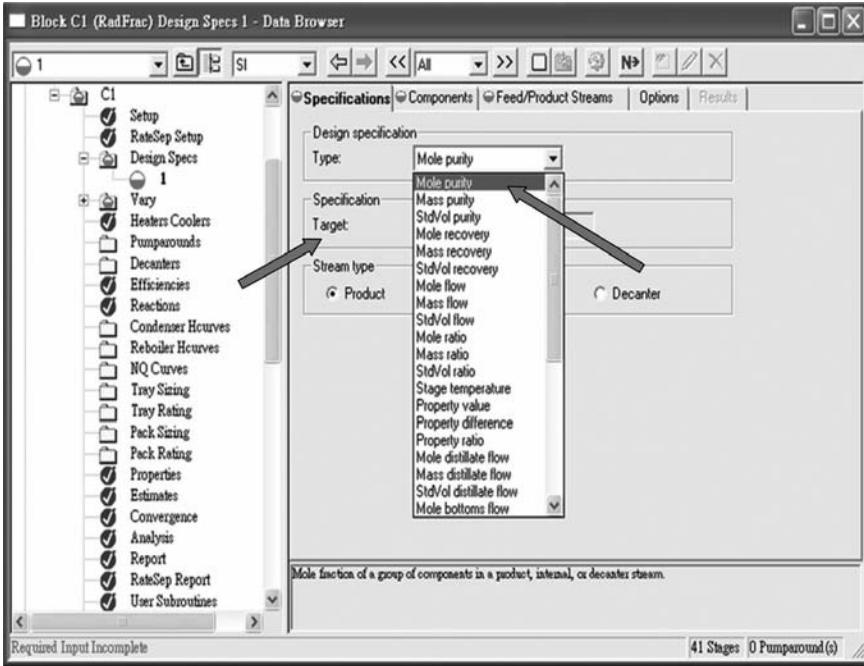 Block C1 (RadFrac) Design Specs 1 - Data Browser
1
SI
<< All >>
N
C1
Setup
RateSep Setup
Design Specs
1
Vary
Heaters Coolers
Pumparounds
Decanters
Efficiencies
Reactions
Condenser Hcurves
Reboiler Hcurves
NQ Curves
Tray Sizing
Tray Rating
Pack Sizing
Pack Rating
Properties
Estimates
Convergence
Analysis
Report
RateSep Report
User Subroutines
Specifications Components Feed/Product Streams Options Results
Design specification
Type: Mole purity
Mole purity
Mass purity
StdVol purity
Mole recovery
Mass recovery
StdVol recovery
Mole flow
Mass flow
StdVol flow
Mole ratio
Mass ratio
StdVol ratio
Stage temperature
Property value
Property difference
Property ratio
Mole distillate flow
Mass distillate flow
StdVol distillate flow
Mole bottoms flow
Specification
Target:
Stream type
Product Decanter
Mole fraction of a group of components in a product, internal, or decanter stream.
Required Input Incomplete 41 Stages 0 Pumparound(s)